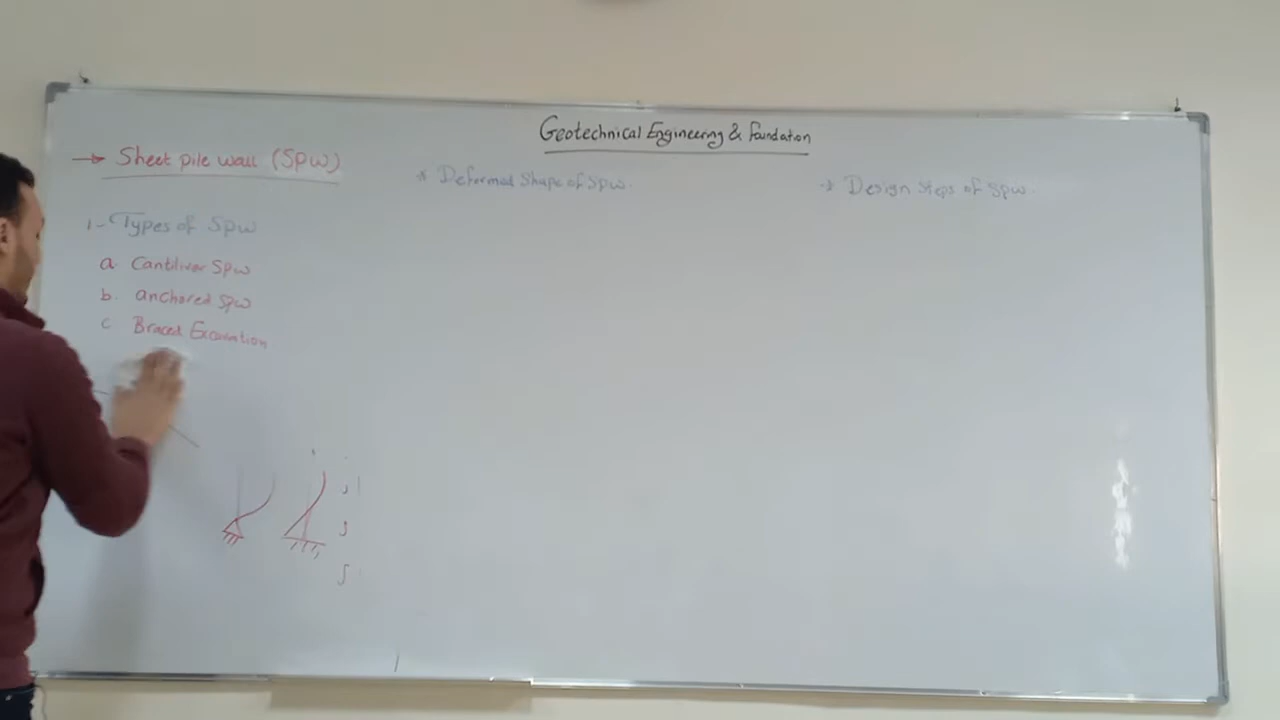 Geotechnical Engineering & Foundation
→ Sheet pile wall (Spw)
1- Types of Spw
a Cantiliver Spw
b. anchored Spw
c Braced Excavation
* Deformed Shape of Spw.
* Design Steps of Spw.